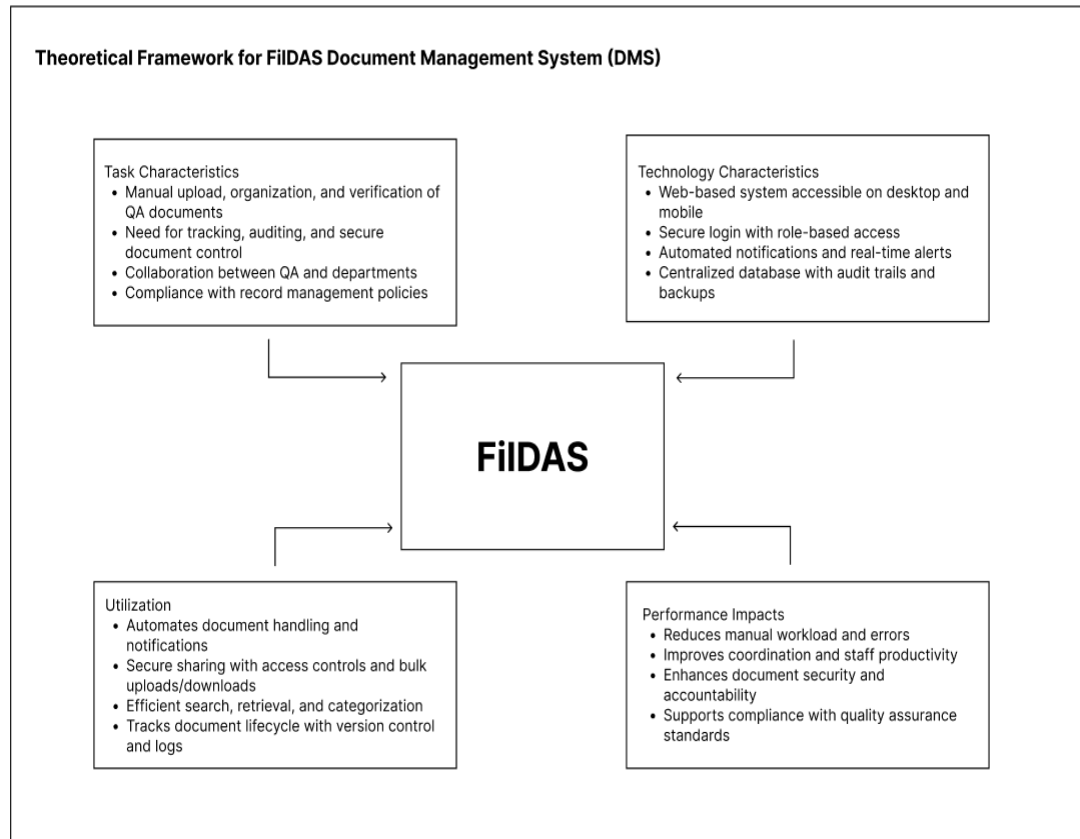 Theoretical Framework for FilDAS Document Management System (DMS)
Task Characteristics
• Manual upload, organization, and verification of
QA documents
• Need for tracking, auditing, and secure
document control
• Collaboration between QA and departments
• Compliance with record management policies
Technology Characteristics
• Web-based system accessible on desktop and
mobile
• Secure login with role-based access
• Automated notifications and real-time alerts
• Centralized database with audit trails and
backups
FilDAS
Utilization
• Automates document handling and
notifications
• Secure sharing with access controls and bulk
uploads/downloads
• Efficient search, retrieval, and categorization
• Tracks document lifecycle with version control
and logs
Performance Impacts
• Reduces manual workload and errors
• Improves coordination and staff productivity
• Enhances document security and
accountability
• Supports compliance with quality assurance
standards